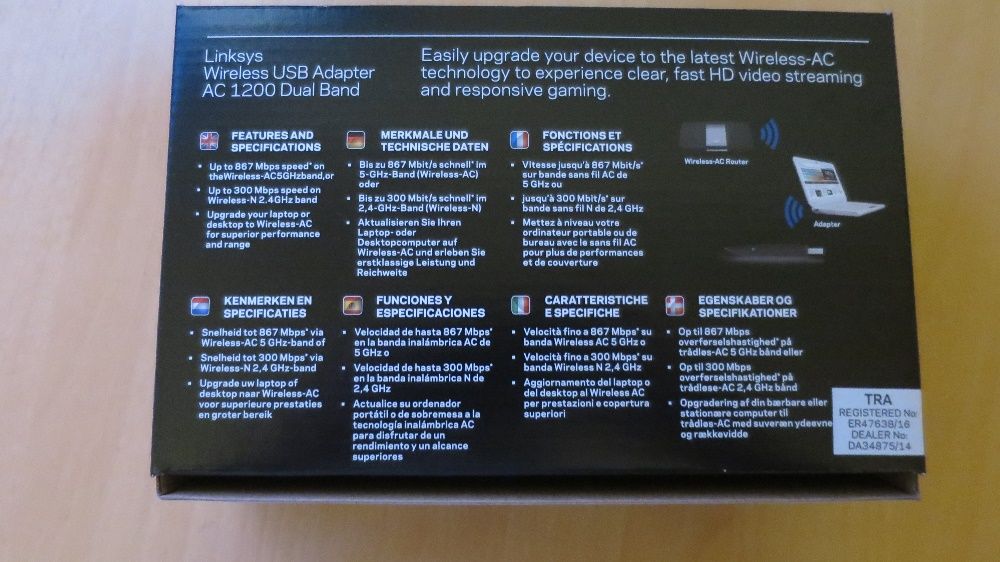 Linksys
Wireless USB Adapter
AC 1200 Dual Band
Easily upgrade your device to the latest Wireless-AC
technology to experience clear, fast HD video streaming
and responsive gaming.
FEATURES AND
SPECIFICATIONS
• Up to 867 Mbps speed* on
theWireless-AC5GHzband,or
• Up to 300 Mbps speed on
Wireless-N 2.4GHz band
• Upgrade your laptop or
desktop to Wireless-AC
for superior performance
and range
MERKMALE UND
TECHNISCHE DATEN
• Bis zu 867 Mbit/s schnell* im
5-GHz-Band (Wireless-AC)
oder
• Bis zu 300 Mbit/s schnell* im
2,4-GHz-Band (Wireless-N)
• Aktualisieren Sie Ihren
Laptop- oder
Desktopcomputer auf
Wireless-AC und erleben Sie
erstklassige Leistung und
Reichweite
FONCTIONS ET
SPÉCIFICATIONS
• Vitesse jusqu'à 867 Mbit/s*
sur bande sans fil AC de
5 GHz ou
• jusqu'à 300 Mbit/s* sur
bande sans fil N de 2,4 GHz
• Mettez à niveau votre
ordinateur portable ou de
bureau avec le sans fil AC
pour plus de performances
et de couverture
Wireless-AC Router
Adapter
KENMERKEN EN
SPECIFICATIES
• Snelheid tot 867 Mbps* via
Wireless-AC 5 GHz-band of
• Snelheid tot 300 Mbps* via
Wireless-N 2,4 GHz-band
• Upgrade uw laptop of
desktop naar Wireless-AC
voor superieure prestaties
en groter bereik
FUNCIONES Y
ESPECIFICACIONES
• Velocidad de hasta 867 Mbps*
en la banda inalámbrica AC de
5 GHz o
• Velocidad de hasta 300 Mbps*
en la banda inalámbrica N de
2,4 GHz
• Actualice su ordenador
portátil o de sobremesa a la
tecnología inalámbrica AC
para disfrutar de un
rendimiento y un alcance
superiores
CARATTERISTICHE
E SPECIFICHE
• Velocità fino a 867 Mbps* su
banda Wireless AC 5 GHz o
• Velocità fino a 300 Mbps* su
banda Wireless N 2,4 GHz
• Aggiornamento del laptop o
del desktop al Wireless AC
per prestazioni e copertura
superiori
EGENSKABER OG
SPECIFIKATIONER
• Op til 867 Mbps
overførselshastighed* på
trådløs-AC 5 GHz bånd eller
• Op til 300 Mbps
overførselshastighed* på
trådløse-AC 2,4 GHz bånd
• Opgradering af din bærbare eller
stationære computer til
trådløs-AC med suveræn ydeevne
og rækkevidde
TRA
REGISTERED No:
ER47638/16
DEALER No:
DA34875/14